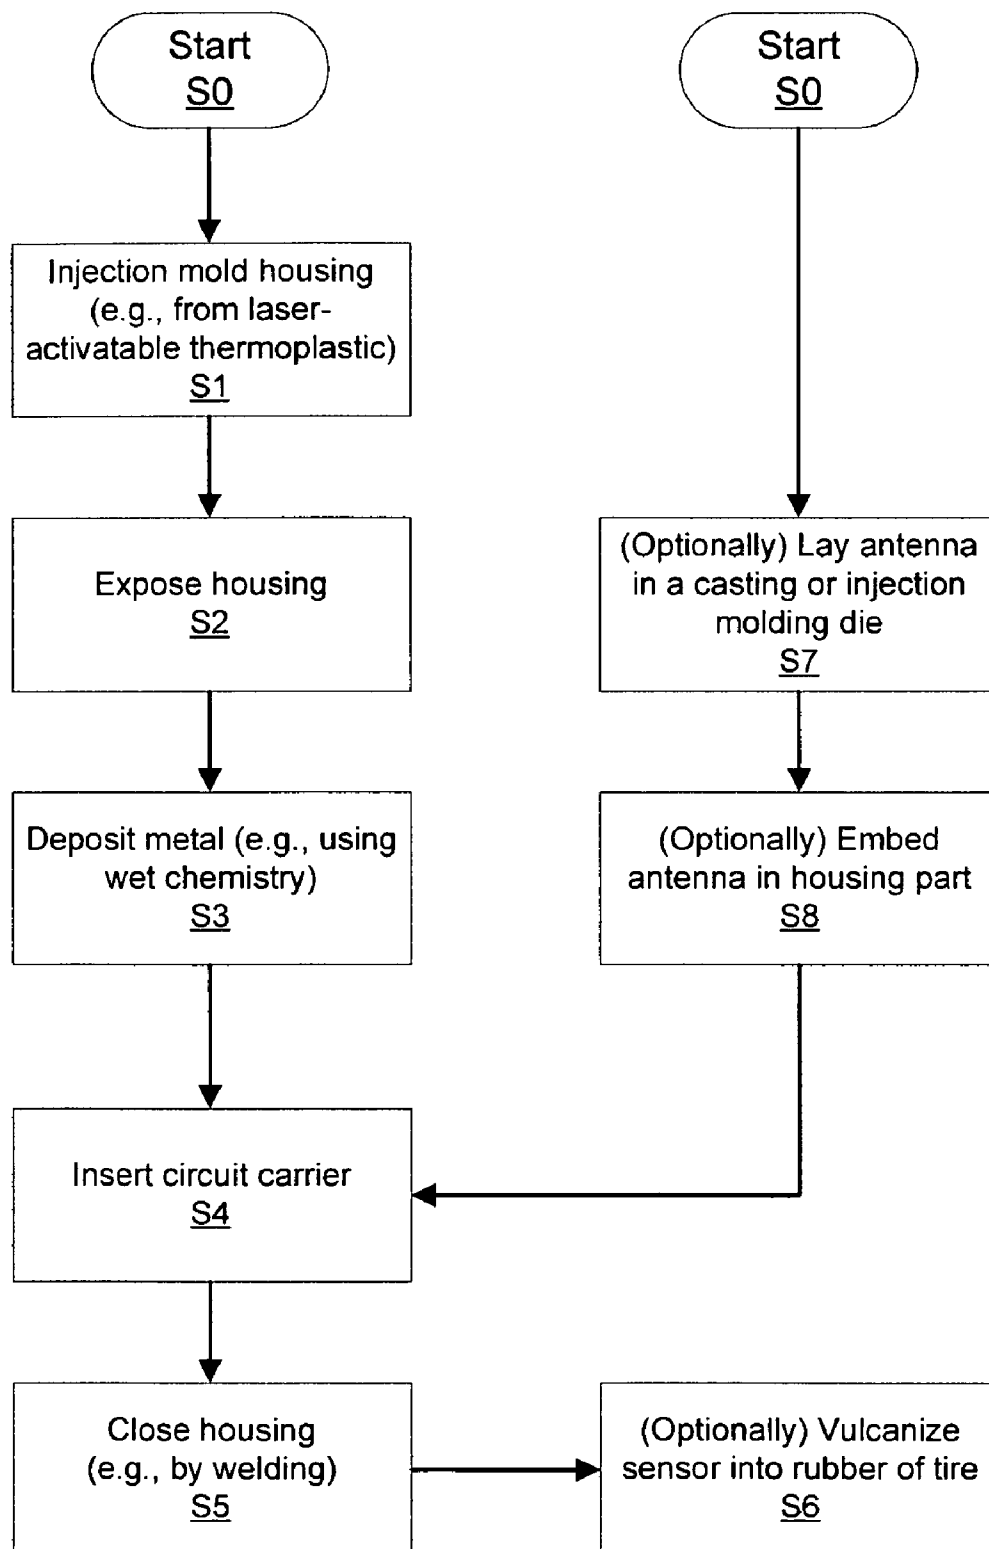 Start
S0
Start
S0
Injection mold housing
(e.g., from laser-
activatable thermoplastic)
S1
Expose housing
S2
(Optionally) Lay antenna
in a casting or injection
molding die
S7
Deposit metal (e.g., using
wet chemistry)
S3
(Optionally) Embed
antenna in housing part
S8
Insert circuit carrier
S4
Close housing
(e.g., by welding)
S5
(Optionally) Vulcanize
sensor into rubber of tire
S6